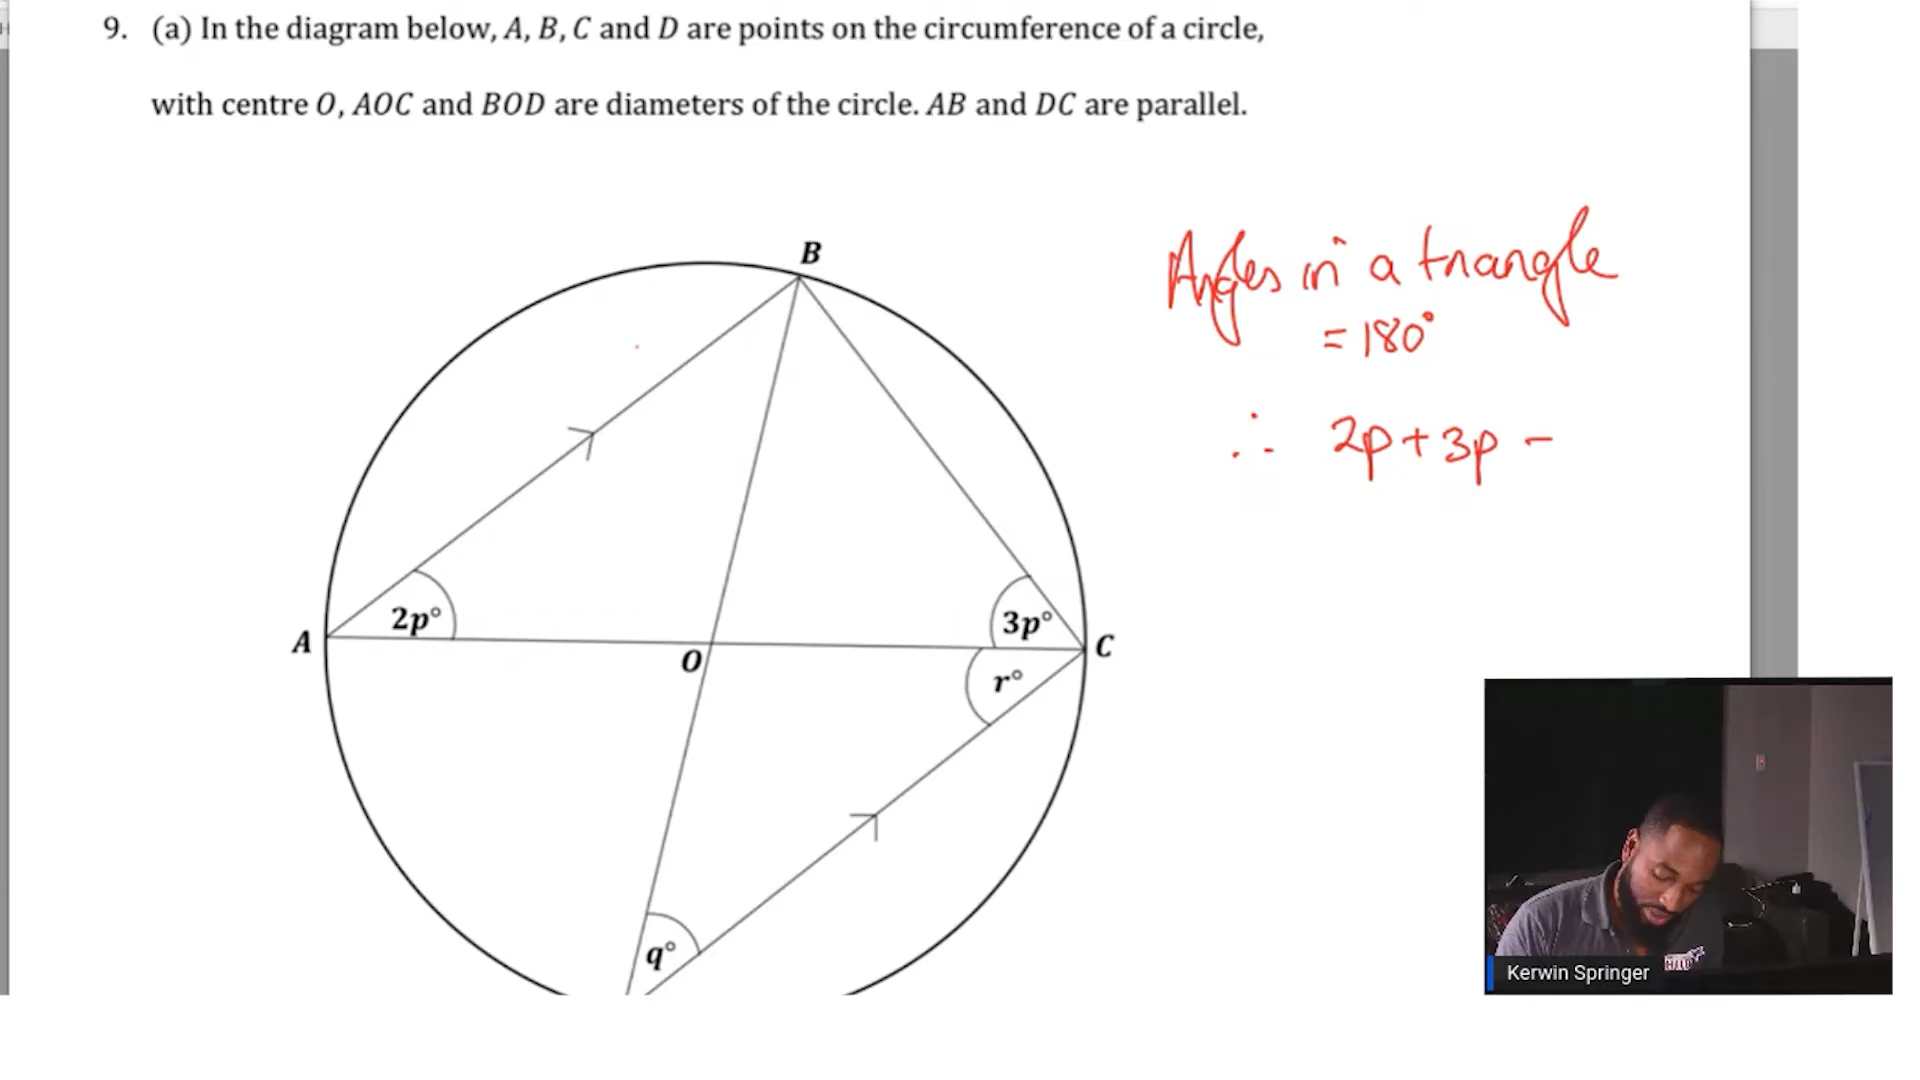 9. (a) In the diagram below, A, B, C and D are points on the circumference of a circle,
with centre O, AOC and BOD are diameters of the circle. AB and DC are parallel.
B
Angles in a triangle
= 180°
∴ 2p + 3p -
2p°
3p°
A
O
C
r°
q°
Kerwin Springer